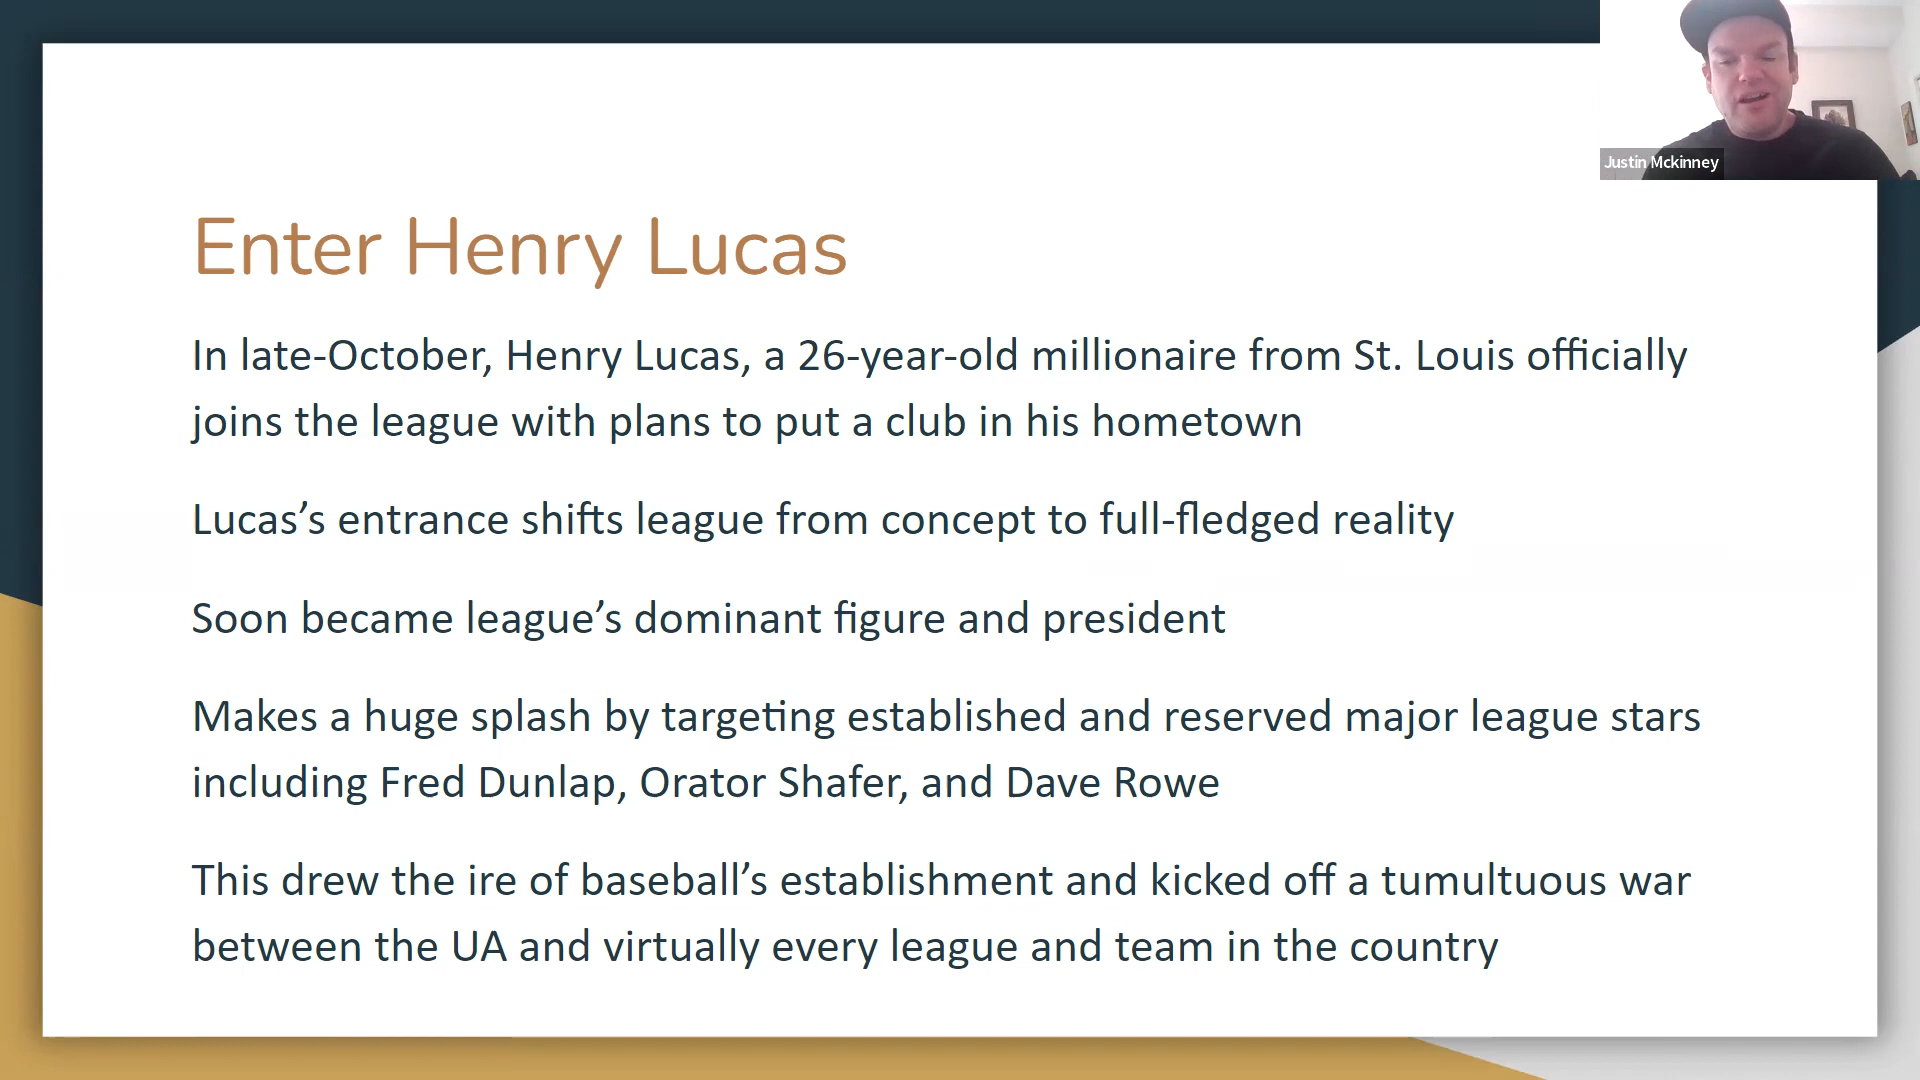 Justin Mckinney
Enter Henry Lucas
In late-October, Henry Lucas, a 26-year-old millionaire from St. Louis officially
joins the league with plans to put a club in his hometown
Lucas’s entrance shifts league from concept to full-fledged reality
Soon became league’s dominant figure and president
Makes a huge splash by targeting established and reserved major league stars
including Fred Dunlap, Orator Shafer, and Dave Rowe
This drew the ire of baseball’s establishment and kicked off a tumultuous war
between the UA and virtually every league and team in the country